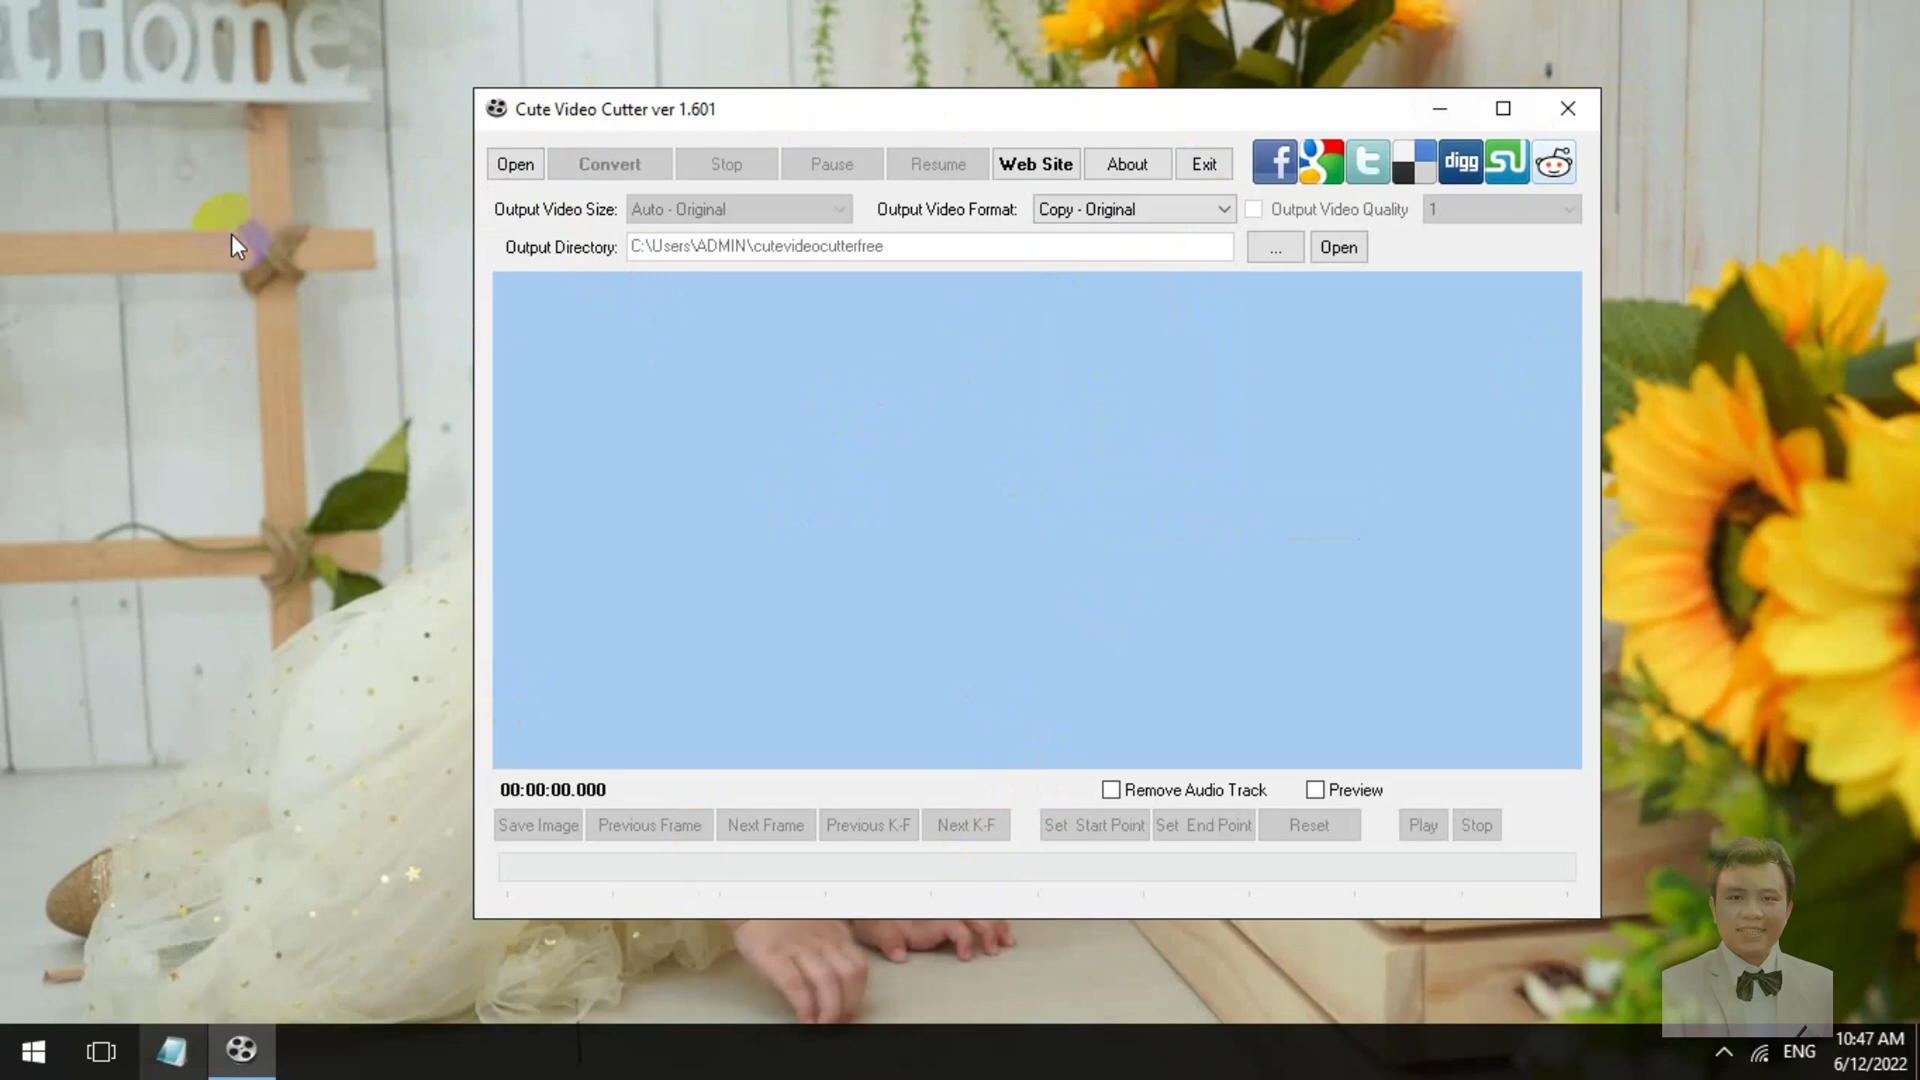 tHome
Cute Video Cutter ver 1.601
Open Convert Stop Pause Resume Web Site About Exit
f t digg SU
Output Video Size: Auto - Original Output Video Format: Copy - Original Output Video Quality 1
Output Directory: C:\Users\ADMIN\cutevideocutterfree ... Open
00:00:00.000 Remove Audio Track Preview
Save Image Previous Frame Next Frame Previous K-F Next K-F Set Start Point Set End Point Reset Play Stop
ENG 10:47 AM
6/12/2022